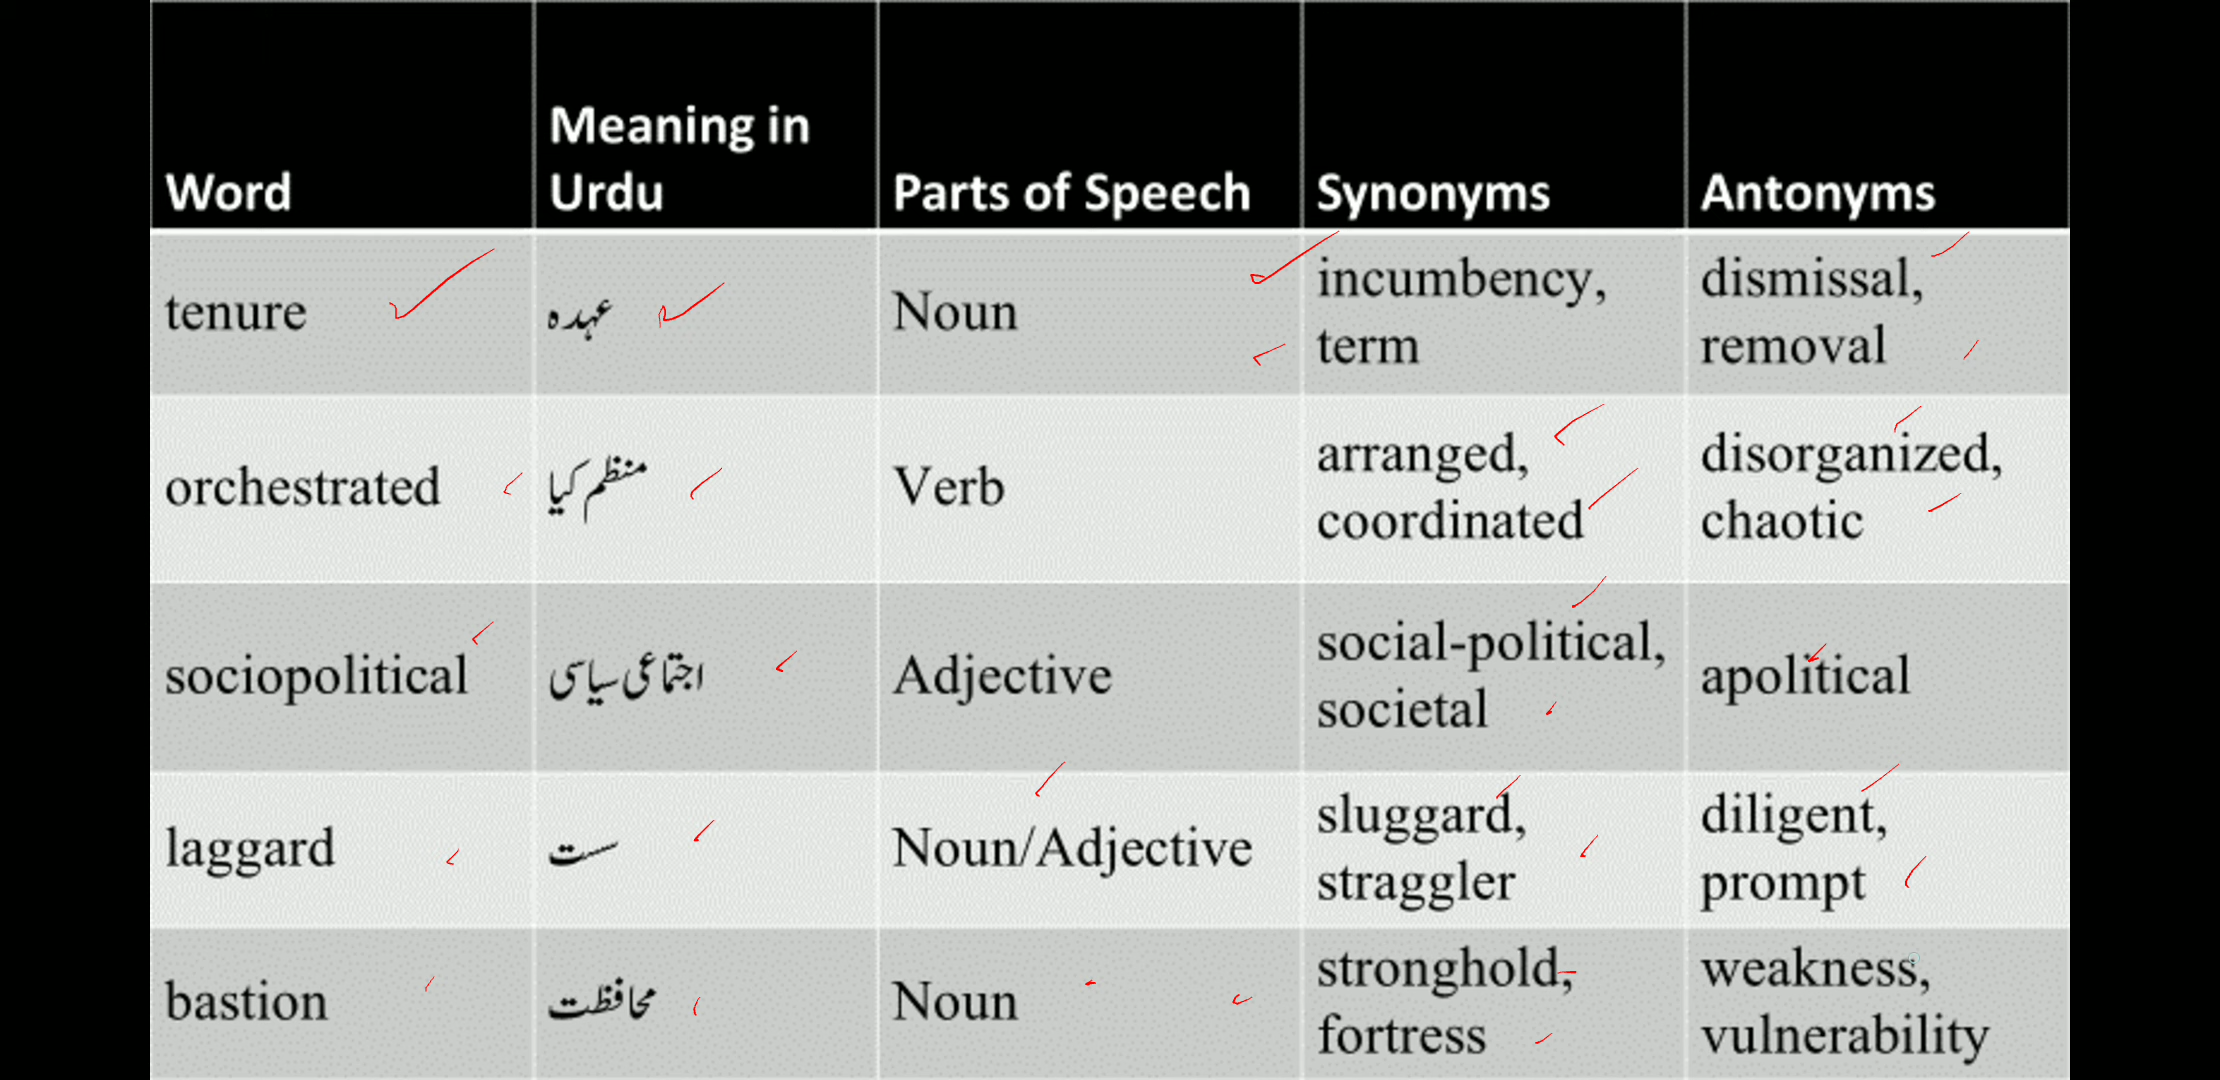 Word
Meaning in
Urdu
Parts of Speech
Synonyms
Antonyms
tenure
عہدہ
Noun
incumbency,
term
dismissal,
removal
orchestrated
منظم کیا
Verb
arranged,
coordinated
disorganized,
chaotic
sociopolitical
اجتماعی سیاسی
Adjective
social-political,
societal
apolitical
laggard
سست
Noun/Adjective
sluggard,
straggler
diligent,
prompt
bastion
محافظت
Noun
stronghold,
fortress
weakness,
vulnerability